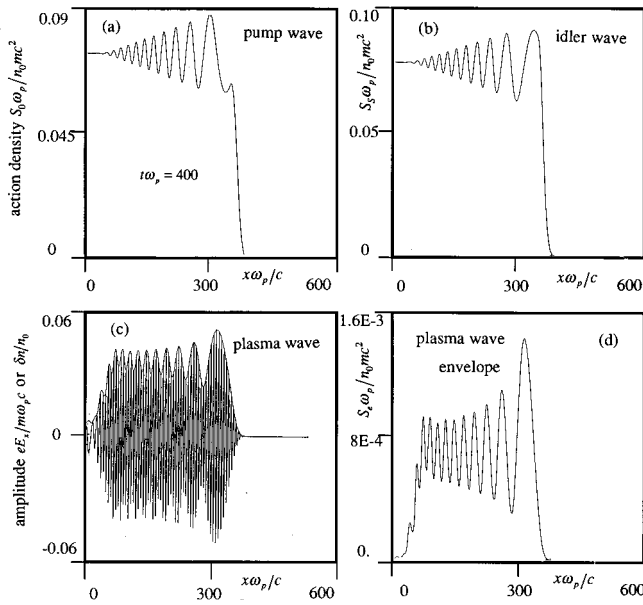 0.09
(a)
pump wave
action density S₀ωₚ/n₀mc²
0.045
tωₚ = 400
0
0 300 600
xωₚ/c
0.10
(b)
idler wave
Sₛωₚ/n₀mc²
0.05
0
0 300 600
xωₚ/c
0.06
(c)
plasma wave
amplitude eEₓ/mωₚc or δn/n₀
0
-0.06
0 300 600
xωₚ/c
1.6E-3
(d)
plasma wave
envelope
Sₑωₚ/n₀mc²
8E-4
0.
0 300 600
xωₚ/c